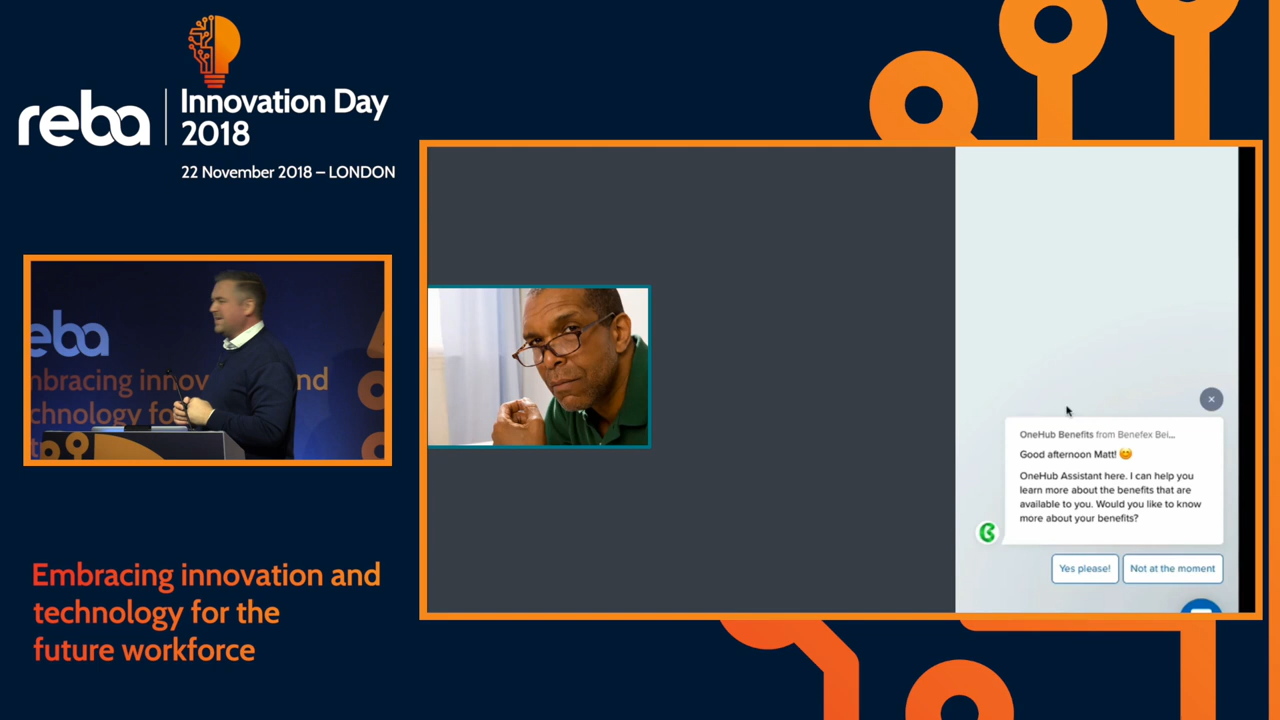 reba
Innovation Day
2018
22 November 2018 – LONDON
eba
mbracing innov nd
chnology fo
Embracing innovation and
technology for the
future workforce
OneHub Benefits from Benefex Bei...
Good afternoon Matt! 😊
OneHub Assistant here. I can help you
learn more about the benefits that are
available to you. Would you like to know
more about your benefits?
Yes please!
Not at the moment